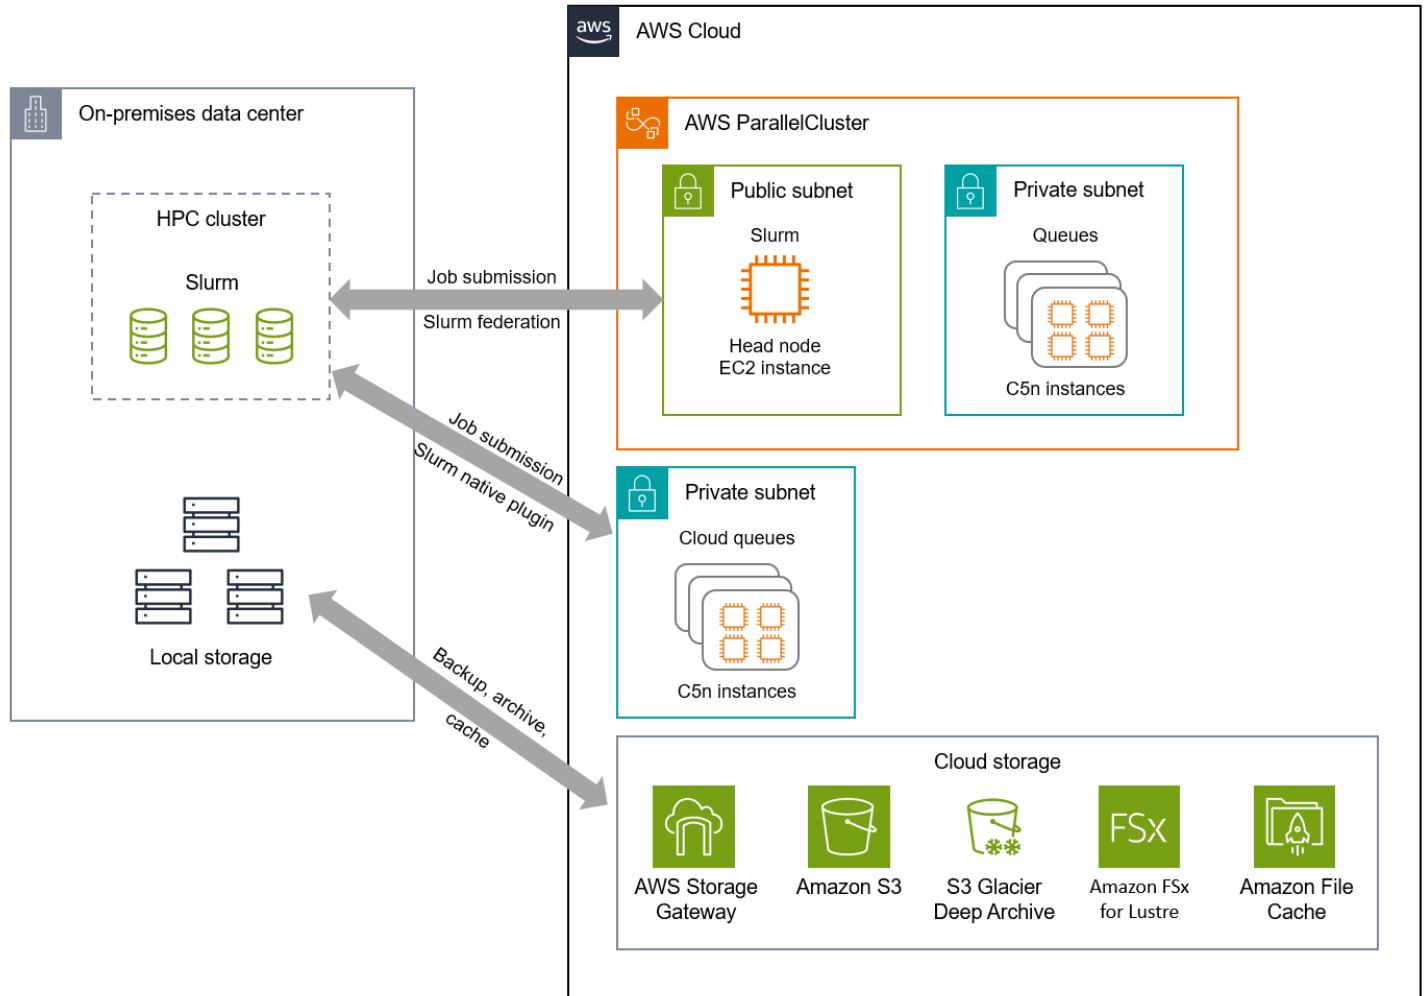 aws
AWS Cloud
On-premises data center
HPC cluster
Slurm
Job submission
Slurm federation
Job submission
Slurm native plugin
Local storage
Backup, archive,
cache
AWS ParallelCluster
Public subnet
Slurm
Head node
EC2 instance
Private subnet
Queues
C5n instances
Private subnet
Cloud queues
C5n instances
Cloud storage
AWS Storage
Gateway
Amazon S3
S3 Glacier
Deep Archive
FSx
Amazon FSx
for Lustre
Amazon File
Cache